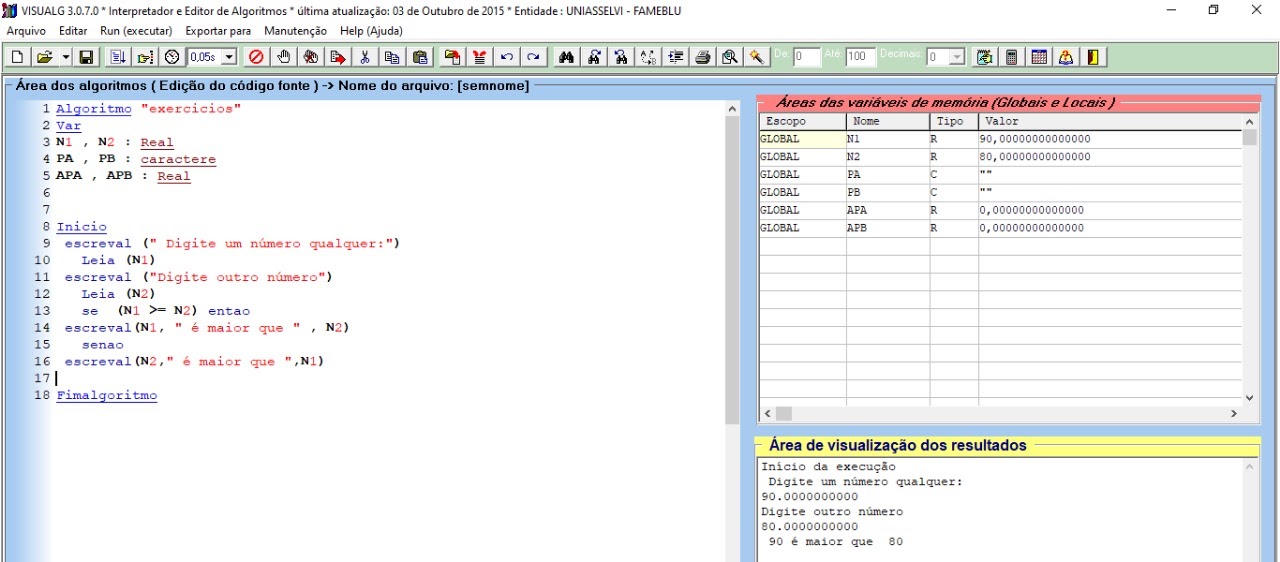 VISUALG 3.0.7.0 * Interpretador e Editor de Algoritmos * última atualização: 03 de Outubro de 2015 * Entidade : UNIASSELVI - FAMEBLU
Arquivo Editar Run (executar) Exportar para Manutenção Help (Ajuda)
0,05s De: 0 Até: 100 Decimais: 0
Área dos algoritmos ( Edição do código fonte ) -> Nome do arquivo: [semnome]
1 Algoritmo "exercicios"
2 Var
3 N1 , N2 : Real
4 PA , PB : caractere
5 APA , APB : Real
6
7
8 Inicio
9 escreval (" Digite um número qualquer:")
10 Leia (N1)
11 escreval ("Digite outro número")
12 Leia (N2)
13 se (N1 >= N2) entao
14 escreval(N1, " é maior que " , N2)
15 senao
16 escreval(N2," é maior que ",N1)
17
18 Fimalgoritmo
Áreas das variáveis de memória (Globais e Locais )
Escopo Nome Tipo Valor
GLOBAL N1 R 90,00000000000000
GLOBAL N2 R 80,00000000000000
GLOBAL PA C ""
GLOBAL PB C ""
GLOBAL APA R 0,00000000000000
GLOBAL APB R 0,00000000000000
Área de visualização dos resultados
Início da execução
Digite um número qualquer:
90.0000000000
Digite outro número
80.0000000000
90 é maior que 80